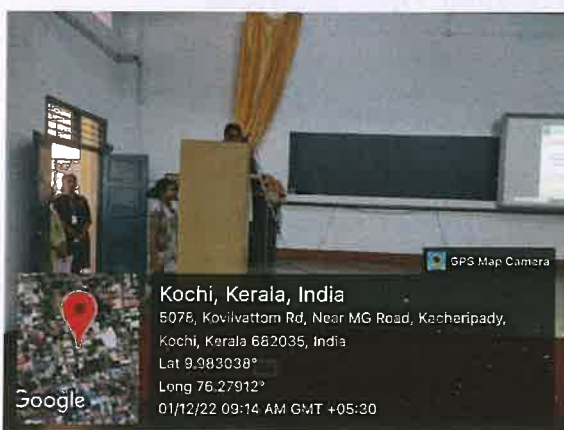 GPS Map Camera
Kochi, Kerala, India
5078, Kovilvattom Rd, Near MG Road, Kacheripady,
Kochi, Kerala 682035, India
Lat 9.983038°
Long 76.27912°
01/12/22 09:14 AM GMT +05:30
Google